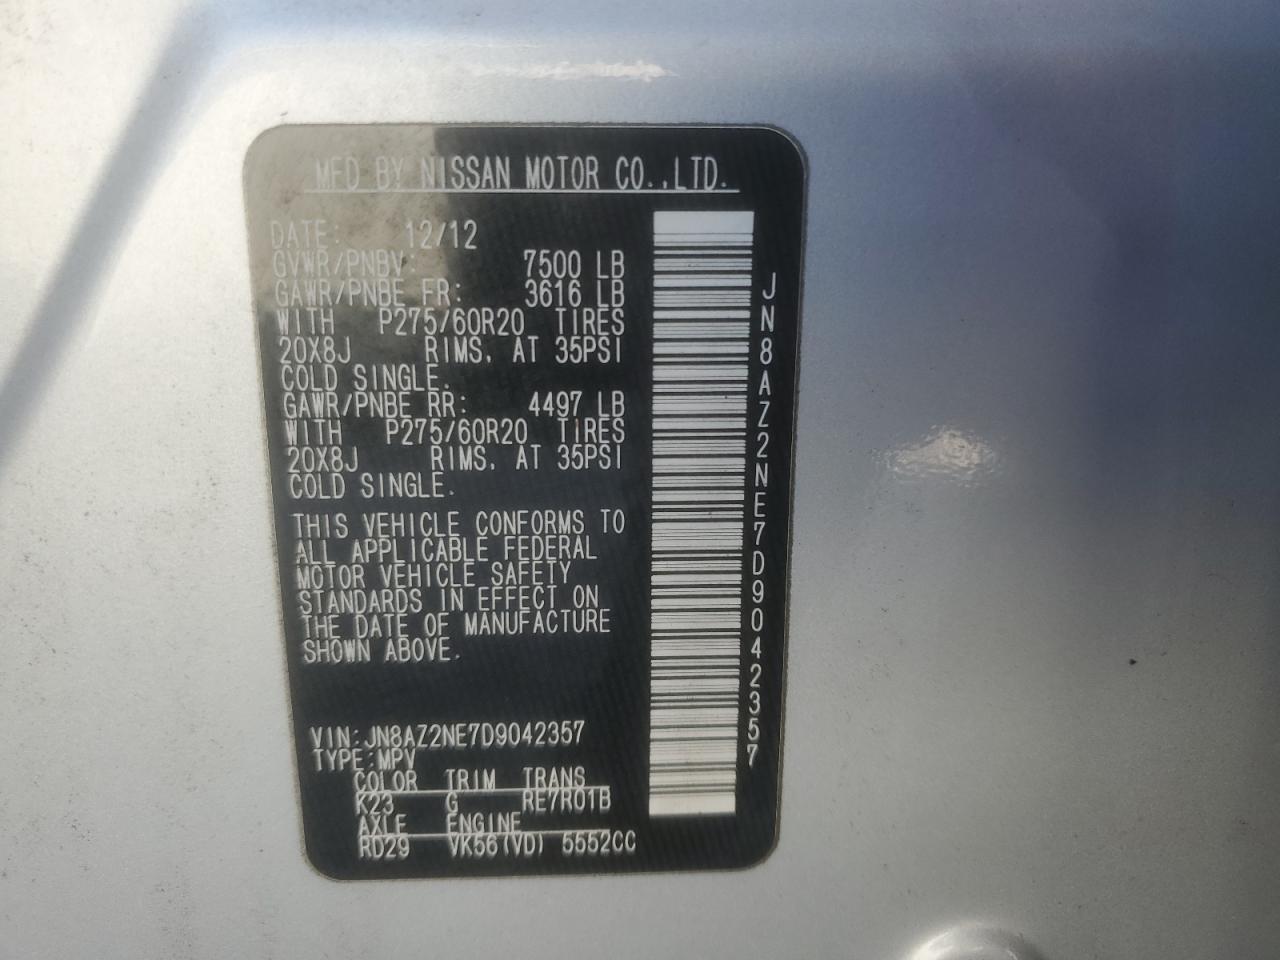 MFD BY NISSAN MOTOR CO.,LTD.
DATE: 12/12
GVWR/PNBV: 7500 LB
GAWR/PNBE FR: 3616 LB
WITH P275/60R20 TIRES
20X8J RIMS, AT 35PSI
COLD SINGLE.
GAWR/PNBE RR: 4497 LB
WITH P275/60R20 TIRES
20X8J RIMS, AT 35PSI
COLD SINGLE.
THIS VEHICLE CONFORMS TO
ALL APPLICABLE FEDERAL
MOTOR VEHICLE SAFETY
STANDARDS IN EFFECT ON
THE DATE OF MANUFACTURE
SHOWN ABOVE.
VIN:JN8AZ2NE7D9042357
TYPE:MPV
COLOR TRIM TRANS
K23 G RE7R01B
AXLE ENGINE
RD29 VK56(VD) 5552CC
JN8AZ2NE7D9042357